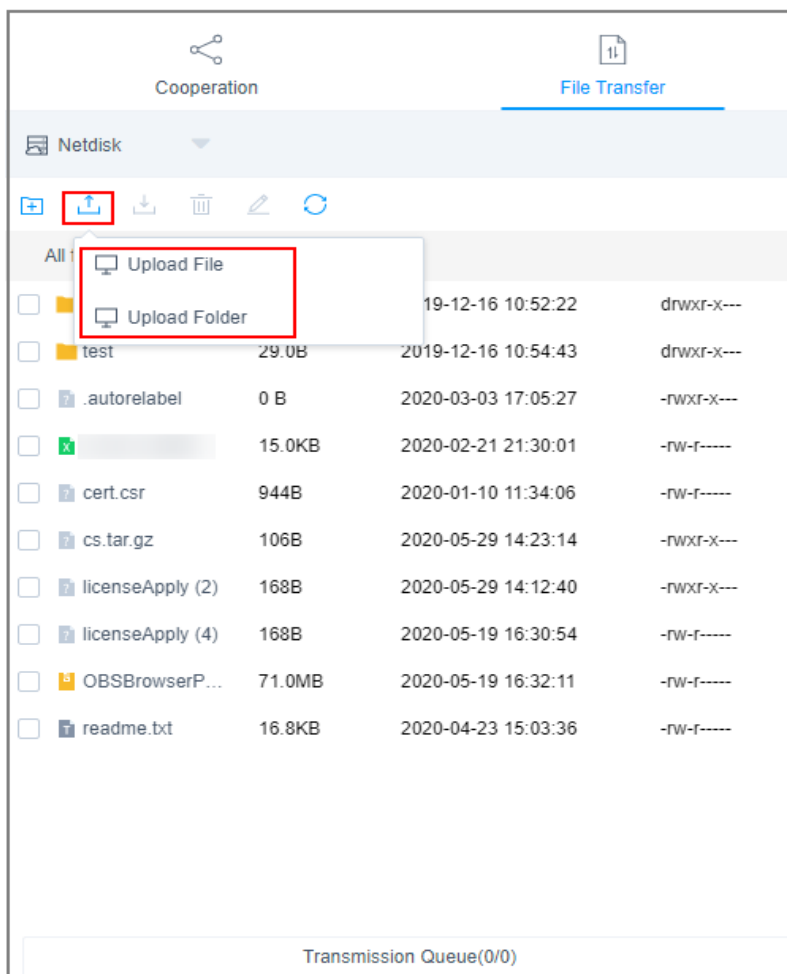 Cooperation
File Transfer
Netdisk
All
Upload File
Upload Folder
19-12-16 10:52:22 drwxr-x---
test 29.0B 2019-12-16 10:54:43 drwxr-x---
.autorelabel 0 B 2020-03-03 17:05:27 -rwxr-x---
15.0KB 2020-02-21 21:30:01 -rw-r-----
cert.csr 944B 2020-01-10 11:34:06 -rw-r-----
cs.tar.gz 106B 2020-05-29 14:23:14 -rwxr-x---
licenseApply (2) 168B 2020-05-29 14:12:40 -rwxr-x---
licenseApply (4) 168B 2020-05-19 16:30:54 -rw-r-----
OBSBrowserP... 71.0MB 2020-05-19 16:32:11 -rw-r-----
readme.txt 16.8KB 2020-04-23 15:03:36 -rw-r-----
Transmission Queue(0/0)